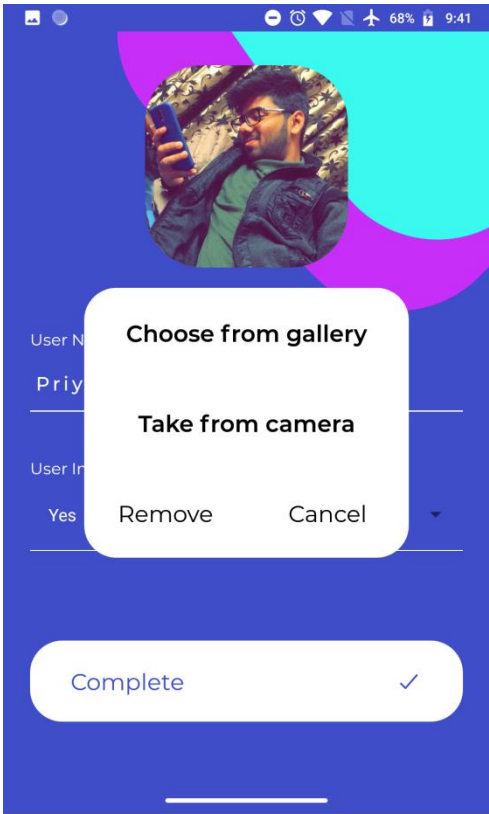 68% 9:41
User N
Priy
Choose from gallery
Take from camera
User In
Yes
Remove Cancel
Complete